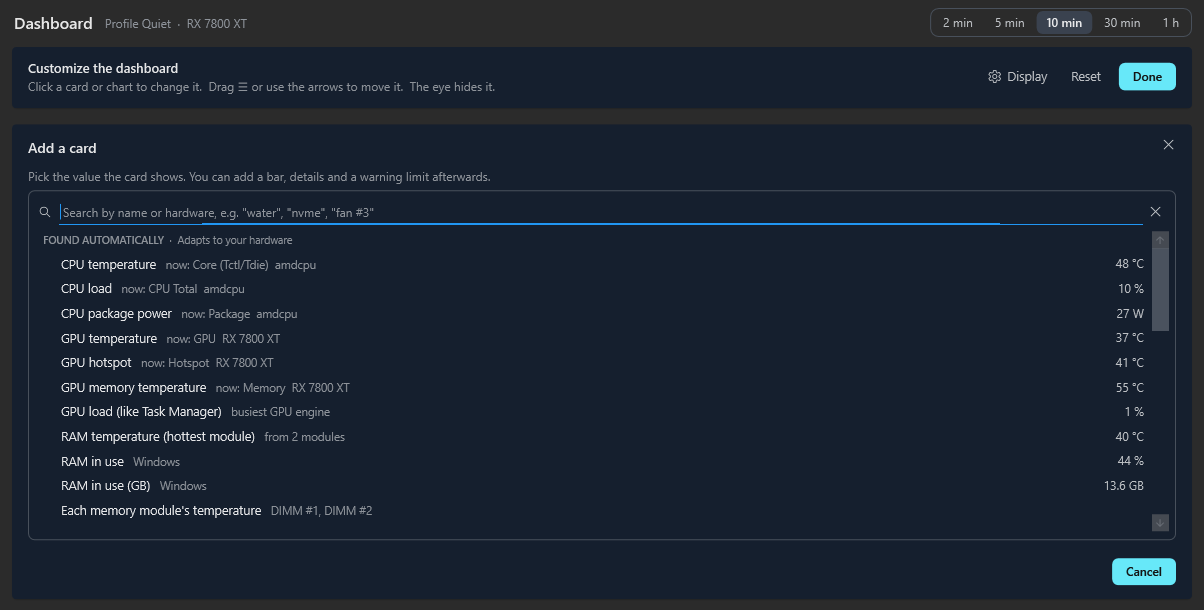 Dashboard Profile Quiet · RX 7800 XT 2 min 5 min 10 min 30 min 1 h
Customize the dashboard
Click a card or chart to change it. Drag ☰ or use the arrows to move it. The eye hides it.
Display Reset Done
Add a card
Pick the value the card shows. You can add a bar, details and a warning limit afterwards.
Search by name or hardware, e.g. "water", "nvme", "fan #3"
FOUND AUTOMATICALLY · Adapts to your hardware
CPU temperature now: Core (Tctl/Tdie) amdcpu 48 °C
CPU load now: CPU Total amdcpu 10 %
CPU package power now: Package amdcpu 27 W
GPU temperature now: GPU RX 7800 XT 37 °C
GPU hotspot now: Hotspot RX 7800 XT 41 °C
GPU memory temperature now: Memory RX 7800 XT 55 °C
GPU load (like Task Manager) busiest GPU engine 1 %
RAM temperature (hottest module) from 2 modules 40 °C
RAM in use Windows 44 %
RAM in use (GB) Windows 13.6 GB
Each memory module's temperature DIMM #1, DIMM #2
Cancel